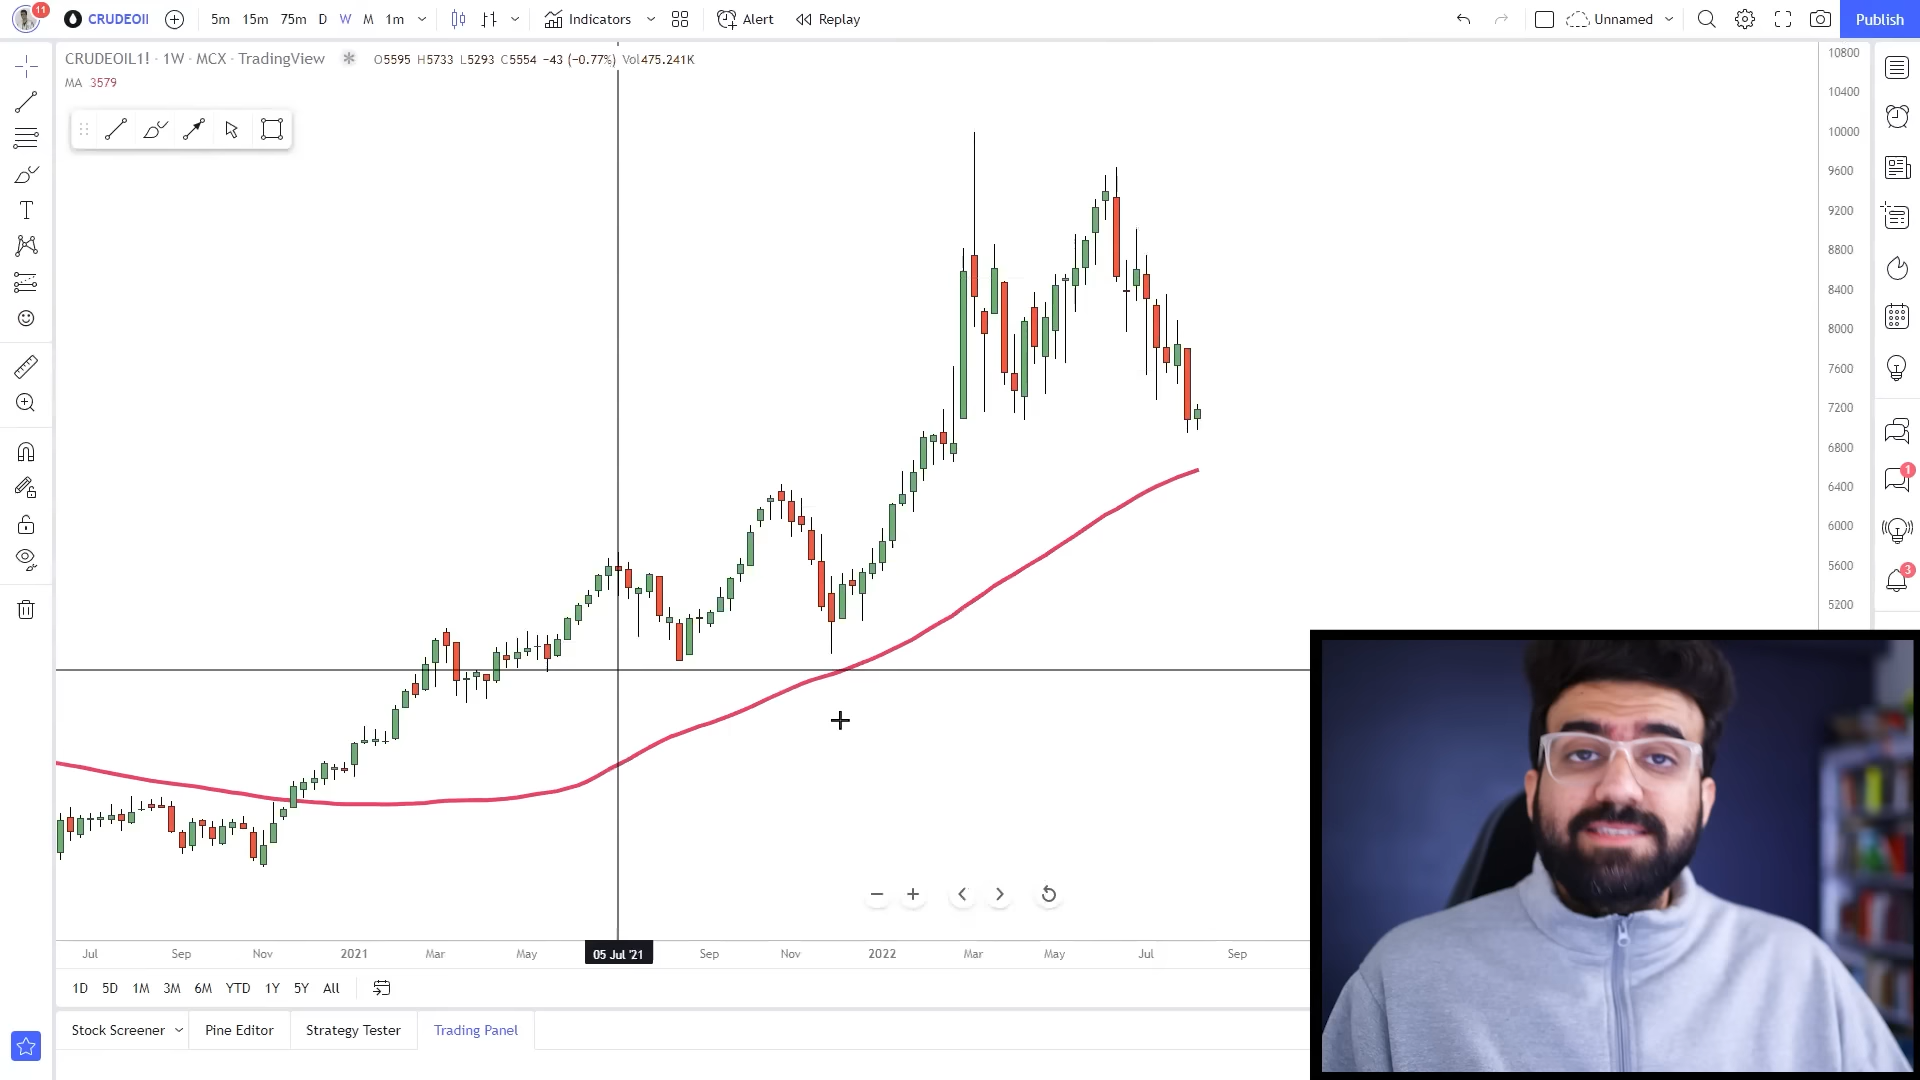 11
CRUDEOIl
5m 15m 75m D W M 1m
Indicators
Alert
Replay
Unnamed
Publish
CRUDEOIL1! · 1W · MCX · TradingView
O5595 H5733 L5293 C5554 −43 (−0.77%) Vol475.241K
MA 3579
10800
10400
10000
9600
9200
8800
8400
8000
7600
7200
6800
6400
6000
5600
5200
1
3
T
Jul Sep Nov 2021 Mar May 05 Jul '21 Sep Nov 2022 Mar May Jul Sep
1D 5D 1M 3M 6M YTD 1Y 5Y All
Stock Screener Pine Editor Strategy Tester Trading Panel